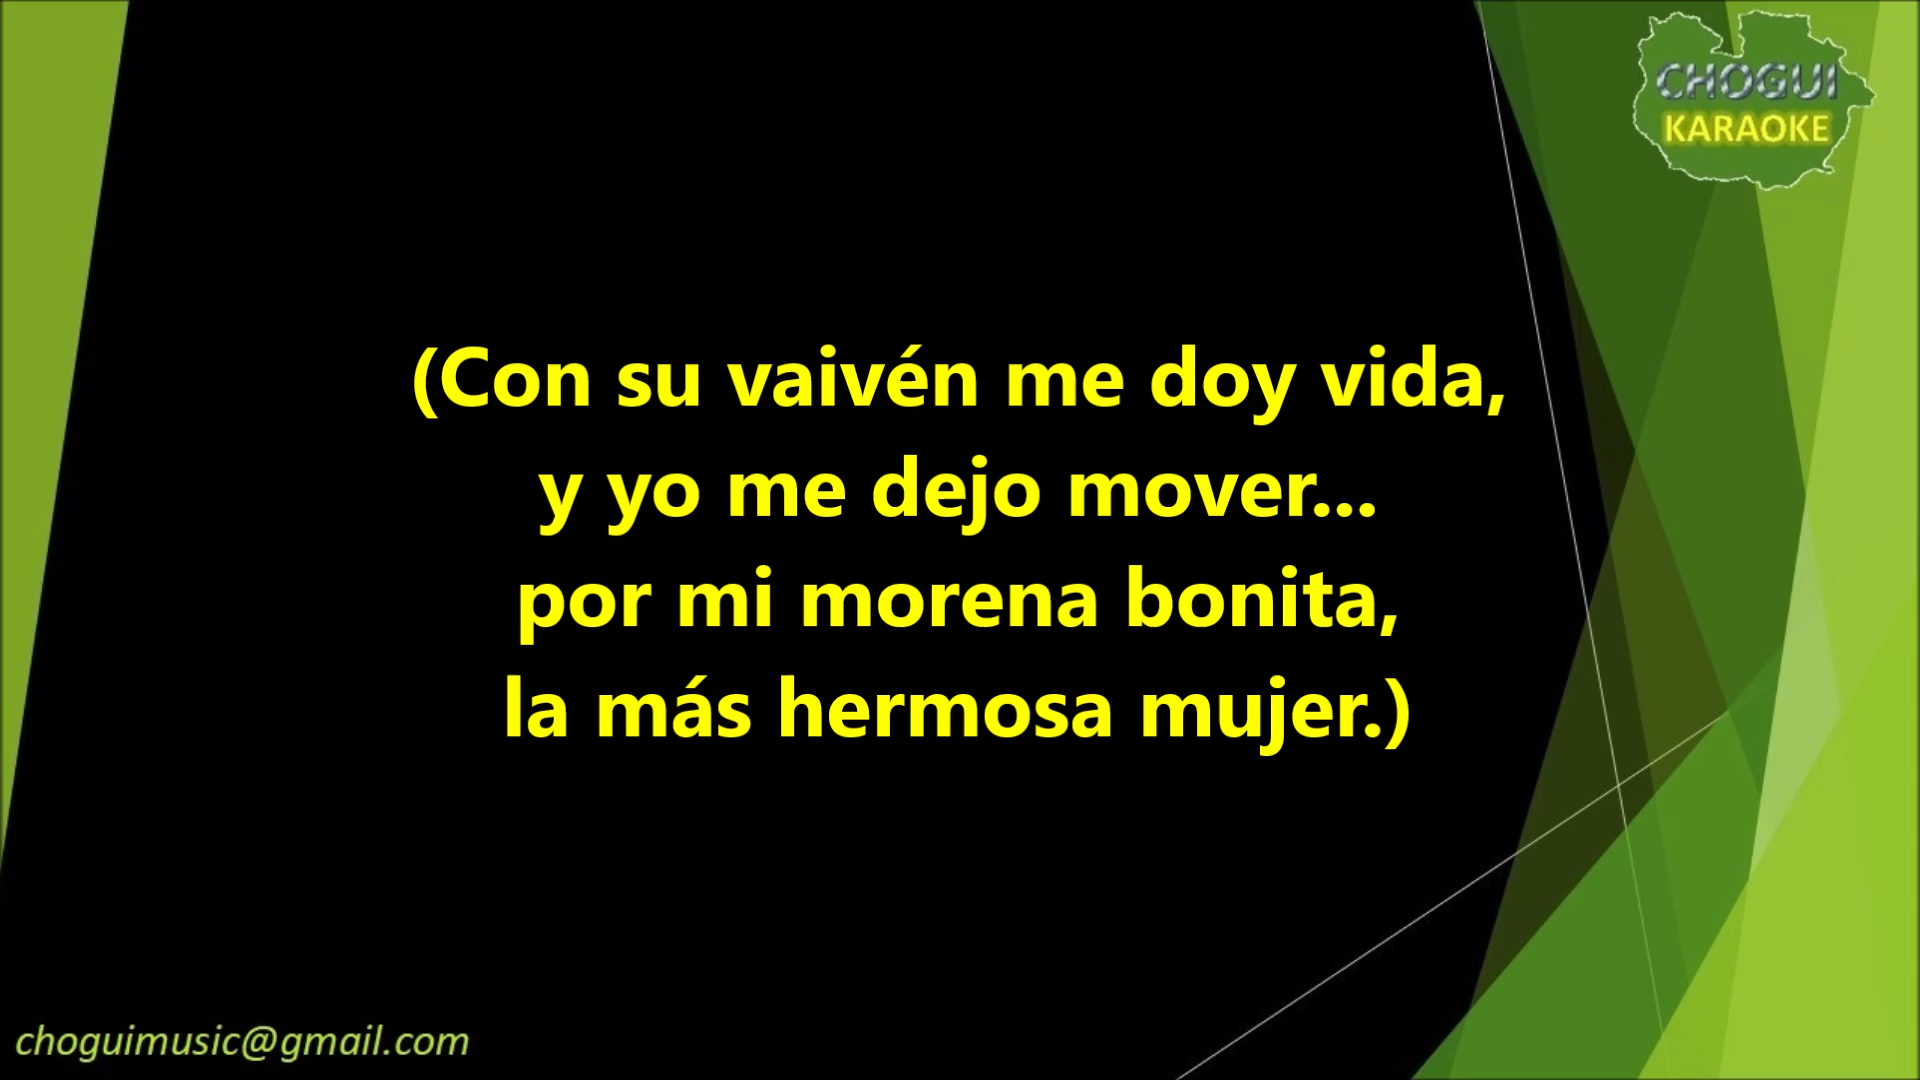 CHOGUI
KARAOKE
(Con su vaivén me doy vida,
y yo me dejo mover...
por mi morena bonita,
la más hermosa mujer.)
choguimusic@gmail.com